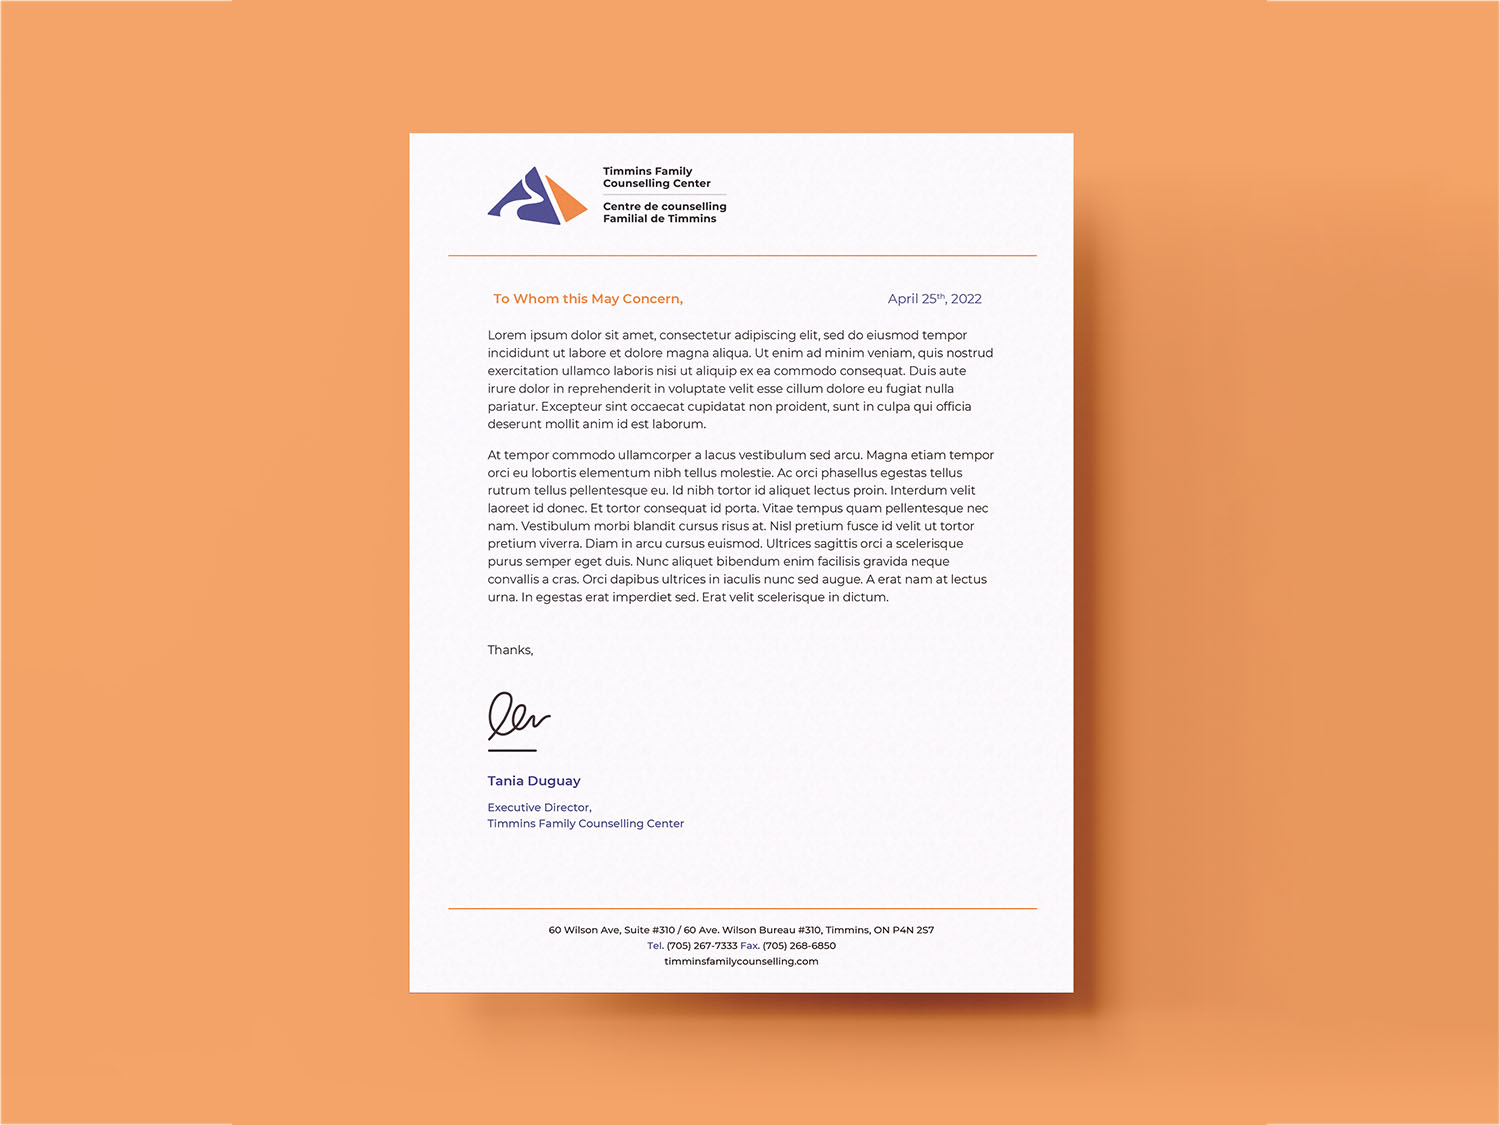 Timmins Family
Counselling Center
Centre de counselling
Familial de Timmins
To Whom this May Concern,
April 25th, 2022
Lorem ipsum dolor sit amet, consectetur adipiscing elit, sed do eiusmod tempor
incididunt ut labore et dolore magna aliqua. Ut enim ad minim veniam, quis nostrud
exercitation ullamco laboris nisi ut aliquip ex ea commodo consequat. Duis aute
irure dolor in reprehenderit in voluptate velit esse cillum dolore eu fugiat nulla
pariatur. Excepteur sint occaecat cupidatat non proident, sunt in culpa qui officia
deserunt mollit anim id est laborum.
At tempor commodo ullamcorper a lacus vestibulum sed arcu. Magna etiam tempor
orci eu lobortis elementum nibh tellus molestie. Ac orci phasellus egestas tellus
rutrum tellus pellentesque eu. Id nibh tortor id aliquet lectus proin. Interdum velit
laoreet id donec. Et tortor consequat id porta. Vitae tempus quam pellentesque nec
nam. Vestibulum morbi blandit cursus risus at. Nisl pretium fusce id velit ut tortor
pretium viverra. Diam in arcu cursus euismod. Ultrices sagittis orci a scelerisque
purus semper eget duis. Nunc aliquet bibendum enim facilisis gravida neque
convallis a cras. Orci dapibus ultrices in iaculis nunc sed augue. A erat nam at lectus
urna. In egestas erat imperdiet sed. Erat velit scelerisque in dictum.
Thanks,
Tania Duguay
Executive Director,
Timmins Family Counselling Center
60 Wilson Ave, Suite #310 / 60 Ave. Wilson Bureau #310, Timmins, ON P4N 2S7
Tel. (705) 267-7333 Fax. (705) 268-6850
timminsfamilycounselling.com